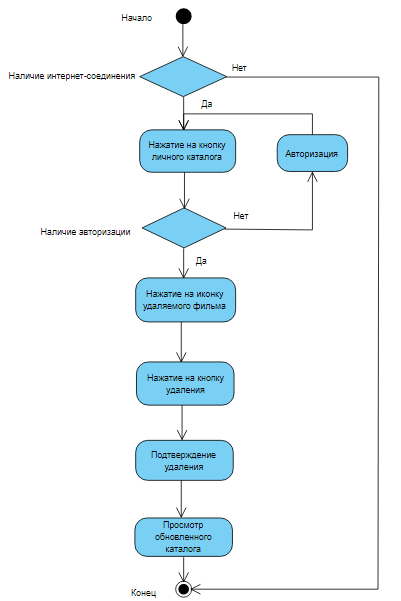 Начало
Наличие интернет-соединения
Нет
Да
Нажатие на кнопку
личного каталога
Авторизация
Наличие авторизации
Нет
Да
Нажатие на иконку
удаляемого фильма
Нажатие на кнопку
удаления
Подтверждение
удаления
Просмотр
обновленного
каталога
Конец